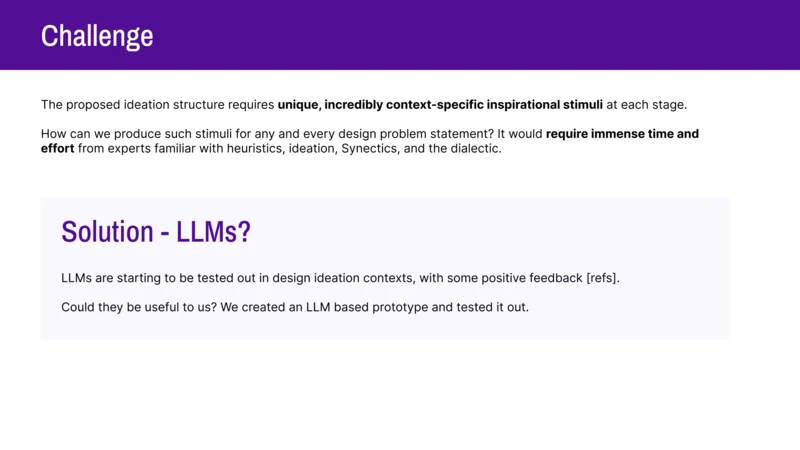 Challenge
The proposed ideation structure requires unique, incredibly context-specific inspirational stimuli at each stage.
How can we produce such stimuli for any and every design problem statement? It would require immense time and
effort from experts familiar with heuristics, ideation, Synectics, and the dialectic.
Solution - LLMs?
LLMs are starting to be tested out in design ideation contexts, with some positive feedback [refs].
Could they be useful to us? We created an LLM based prototype and tested it out.